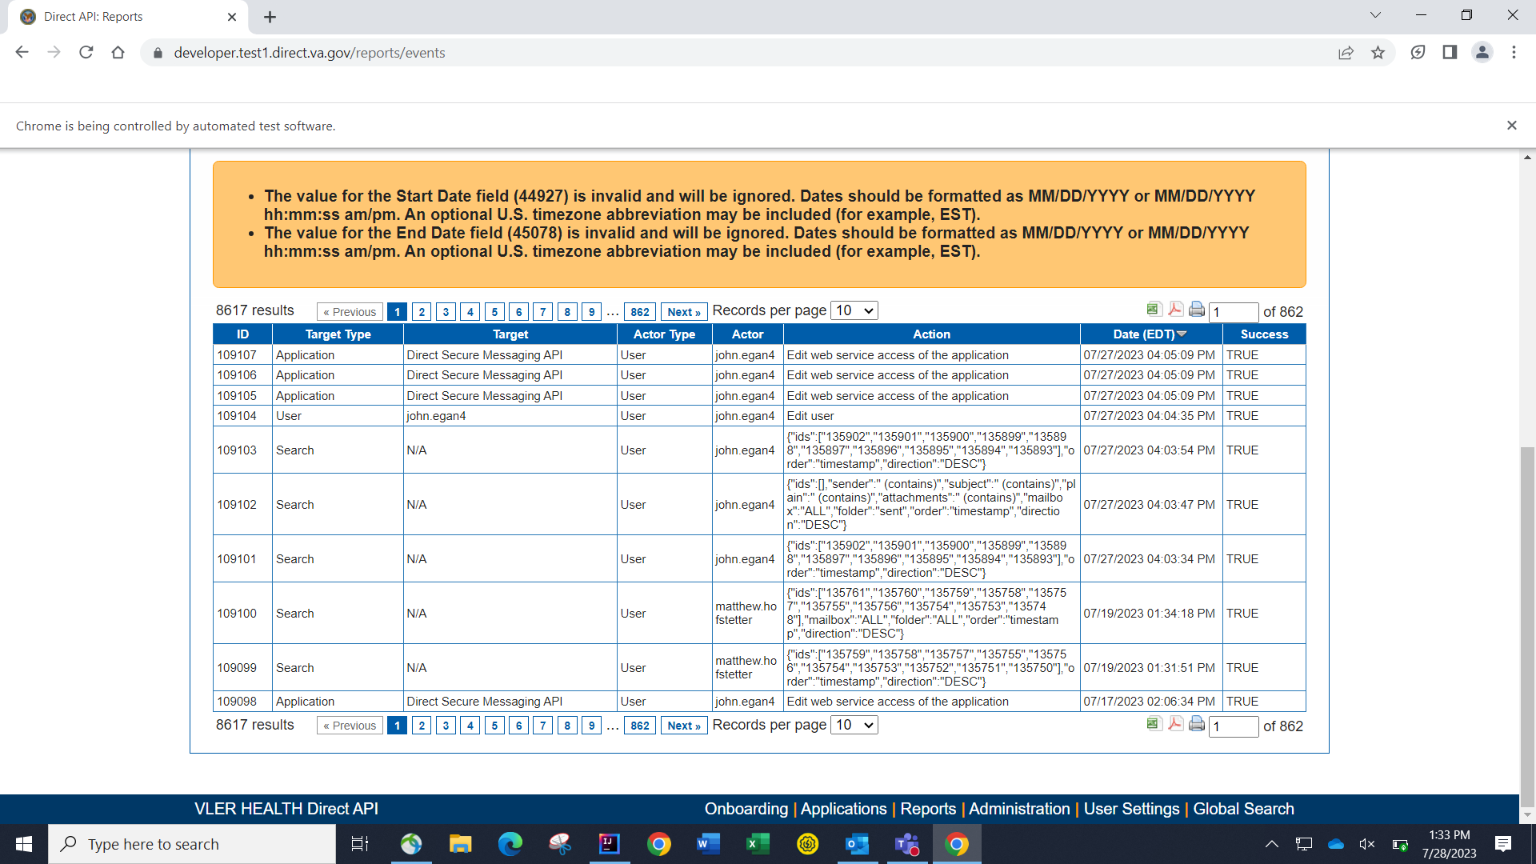 Direct API: Reports
developer.test1.direct.va.gov/reports/events
Chrome is being controlled by automated test software.
• The value for the Start Date field (44927) is invalid and will be ignored. Dates should be formatted as MM/DD/YYYY or MM/DD/YYYY
hh:mm:ss am/pm. An optional U.S. timezone abbreviation may be included (for example, EST).
• The value for the End Date field (45078) is invalid and will be ignored. Dates should be formatted as MM/DD/YYYY or MM/DD/YYYY
hh:mm:ss am/pm. An optional U.S. timezone abbreviation may be included (for example, EST).
8617 results « Previous 1 2 3 4 5 6 7 8 9 ... 862 Next » Records per page 10 1 of 862
ID Target Type Target Actor Type Actor Action Date (EDT) Success
109107 Application Direct Secure Messaging API User john.egan4 Edit web service access of the application 07/27/2023 04:05:09 PM TRUE
109106 Application Direct Secure Messaging API User john.egan4 Edit web service access of the application 07/27/2023 04:05:09 PM TRUE
109105 Application Direct Secure Messaging API User john.egan4 Edit web service access of the application 07/27/2023 04:05:09 PM TRUE
109104 User john.egan4 User john.egan4 Edit user 07/27/2023 04:04:35 PM TRUE
{"ids":["135902","135901","135900","135899","13589
109103 Search N/A User john.egan4 8","135897","135896","135895","135894","135893"],"o 07/27/2023 04:03:54 PM TRUE
rder":"timestamp","direction":"DESC"}
{"ids":[],"sender":" (contains)","subject":" (contains)","pl
ain":" (contains)","attachments":" (contains)","mailbo
109102 Search N/A User john.egan4 x":"ALL","folder":"sent","order":"timestamp","directio 07/27/2023 04:03:47 PM TRUE
n":"DESC"}
{"ids":["135902","135901","135900","135899","13589
109101 Search N/A User john.egan4 8","135897","135896","135895","135894","135893"],"o 07/27/2023 04:03:34 PM TRUE
rder":"timestamp","direction":"DESC"}
{"ids":["135761","135760","135759","135758","13575
matthew.ho 7","135755","135756","135754","135753","13574
109100 Search N/A User fstetter 8"],"mailbox":"ALL","folder":"ALL","order":"timestam 07/19/2023 01:34:18 PM TRUE
p","direction":"DESC"}
matthew.ho {"ids":["135759","135758","135757","135755","13575
109099 Search N/A User fstetter 6","135754","135753","135752","135751","135750"],"o 07/19/2023 01:31:51 PM TRUE
rder":"timestamp","direction":"DESC"}
109098 Application Direct Secure Messaging API User john.egan4 Edit web service access of the application 07/17/2023 02:06:34 PM TRUE
8617 results « Previous 1 2 3 4 5 6 7 8 9 ... 862 Next » Records per page 10 1 of 862
VLER HEALTH Direct API Onboarding | Applications | Reports | Administration | User Settings | Global Search
Type here to search
1:33 PM
7/28/2023